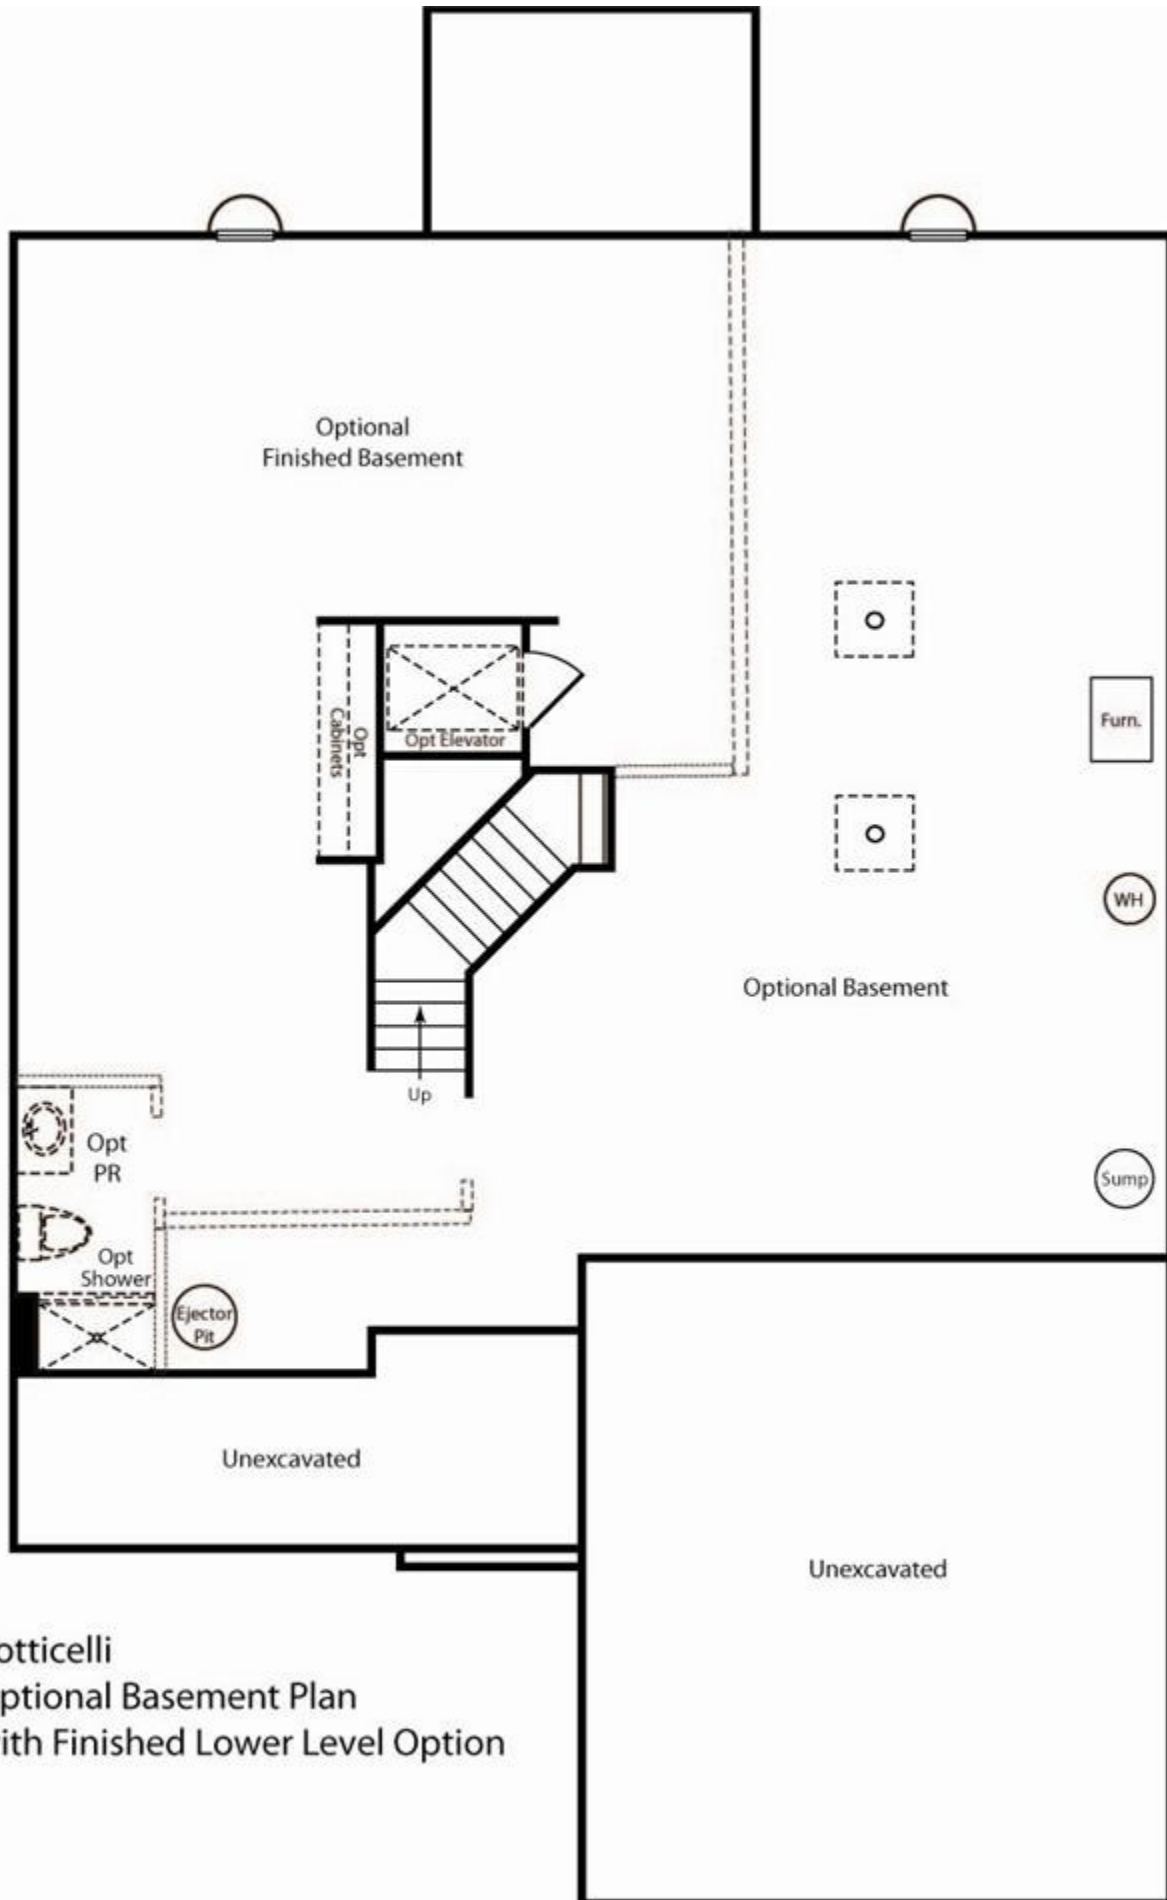 Optional
Finished Basement
Opt
Cabinets
Opt Elevator
Furn.
WH
Optional Basement
Up
Opt
PR
Sump
Opt
Shower
Ejector
Pit
Unexcavated
Unexcavated
otticelli
ptional Basement Plan
ith Finished Lower Level Option